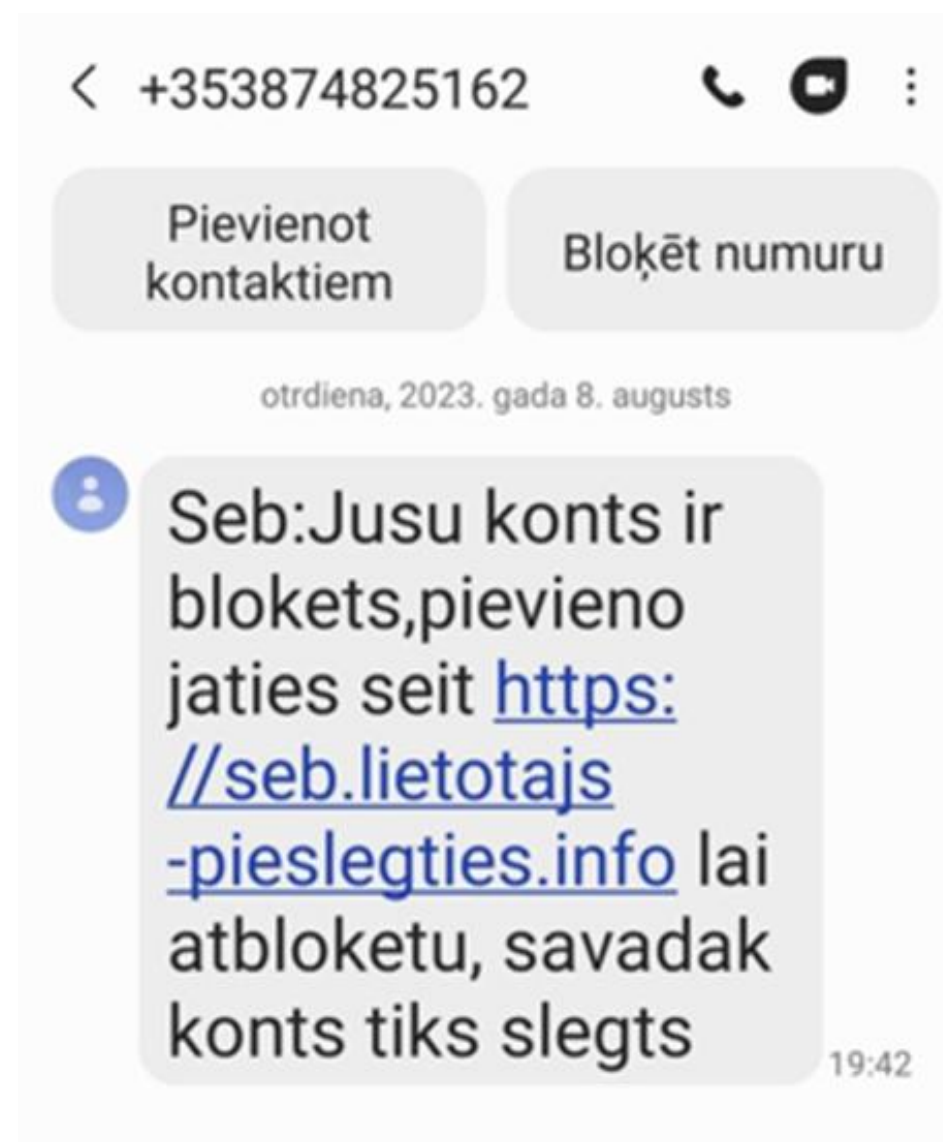 +353874825162
Pievienot
kontaktiem
Bloķēt numuru
otrdiena, 2023. gada 8. augusts
Seb:Jusu konts ir
blokets,pievieno
jaties seit https:
//seb.lietotajs
-pieslegties.info lai
atbloketu, savadak
konts tiks slegts
19:42